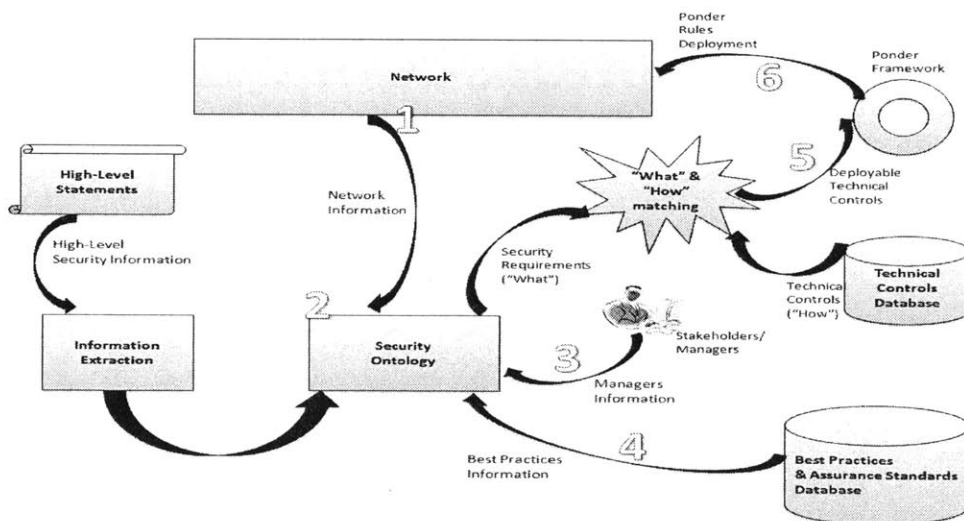 Ponder
Rules
Deployment
Network
6
Ponder
Framework
1
High-Level
Statements
Network
Information
"What" &
"How"
matching
5
Deployable
Technical
Controls
High-Level
Security Information
Security
Requirements
("What")
Technical
Controls
("How")
Technical
Controls
Database
2
Information
Extraction
Security
Ontology
3
Stakeholders/
Managers
Managers
Information
4
Best Practices
Information
Best Practices
& Assurance Standards
Database